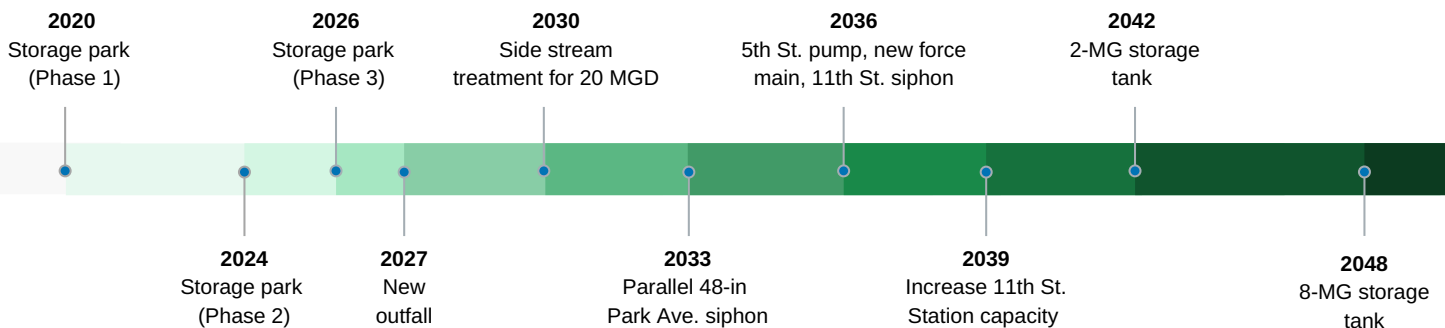 2020
Storage park
(Phase 1)
2026
Storage park
(Phase 3)
2030
Side stream
treatment for 20 MGD
2036
5th St. pump, new force
main, 11th St. siphon
2042
2-MG storage
tank
2024
Storage park
(Phase 2)
2027
New
outfall
2033
Parallel 48-in
Park Ave. siphon
2039
Increase 11th St.
Station capacity
2048
8-MG storage
tank